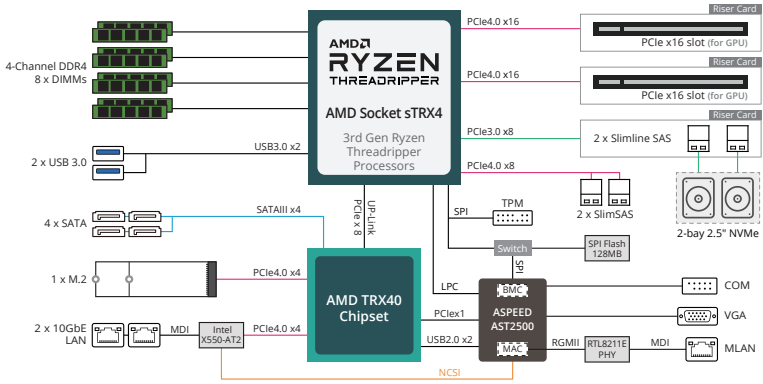 Riser Card
PCIe4.0 x16
PCIe x16 slot (for GPU)
AMD
RYZEN
THREADRIPPER
4-Channel DDR4
8 x DIMMs
Riser Card
PCIe4.0 x16
PCIe x16 slot (for GPU)
AMD Socket sTRX4
Riser Card
3rd Gen Ryzen
Threadripper
Processors
PCIe3.0 x8
2 x Slimline SAS
USB3.0 x2
2 x USB 3.0
PCIe4.0 x8
2 x SlimSAS
2-bay 2.5" NVMe
UP-Link
PCIe x 8
SPI
TPM
4 x SATA
SATAIII x4
Switch
SPI Flash
128MB
SPI
1 x M.2
PCIe4.0 x4
AMD TRX40
Chipset
LPC
BMC
COM
ASPEED
AST2500
PCIex1
VGA
2 x 10GbE
LAN
MDI
Intel
X550-AT2
PCIe4.0 x4
USB2.0 x2
MAC
RGMII
RTL8211E
PHY
MDI
MLAN
NCSI